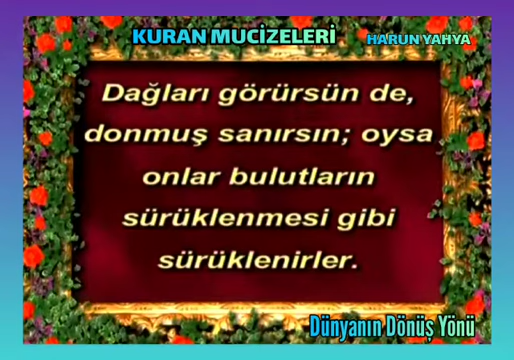 KURAN MUCİZELERİ
HARUN YAHYA
Dağları görürsün de,
donmuş sanırsın; oysa
onlar bulutların
sürüklenmesi gibi
sürüklenirler.
Dünyanın Dönüş Yönü